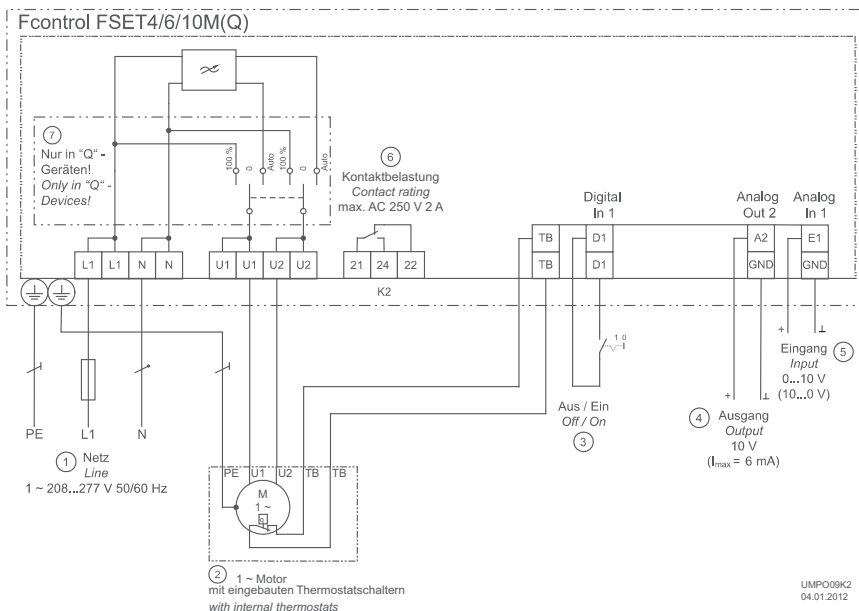 Fcontrol FSET4/6/10M(Q)
7
Nur in "Q" -
Geräten!
Only in "Q" -
Devices!
100 %
0
Auto
100 %
0
Auto
6
Kontaktbelastung
Contact rating
max. AC 250 V 2 A
Digital
In 1
Analog
Out 2
Analog
In 1
TB
D1
A2
E1
L1
L1
N
N
U1
U1
U2
U2
21
24
22
TB
D1
GND
GND
K2
1 0
+
⊥
Eingang
Input
0...10 V
(10...0 V)
5
Aus / Ein
Off / On
3
+
⊥
4
Ausgang
Output
10 V
(Imax = 6 mA)
PE
L1
N
1
Netz
Line
1 ~ 208...277 V 50/60 Hz
PE
U1
U2
TB
TB
M
1 ~
2
1 ~ Motor
mit eingebauten Thermostatschaltern
with internal thermostats
UMPO09K2
04.01.2012